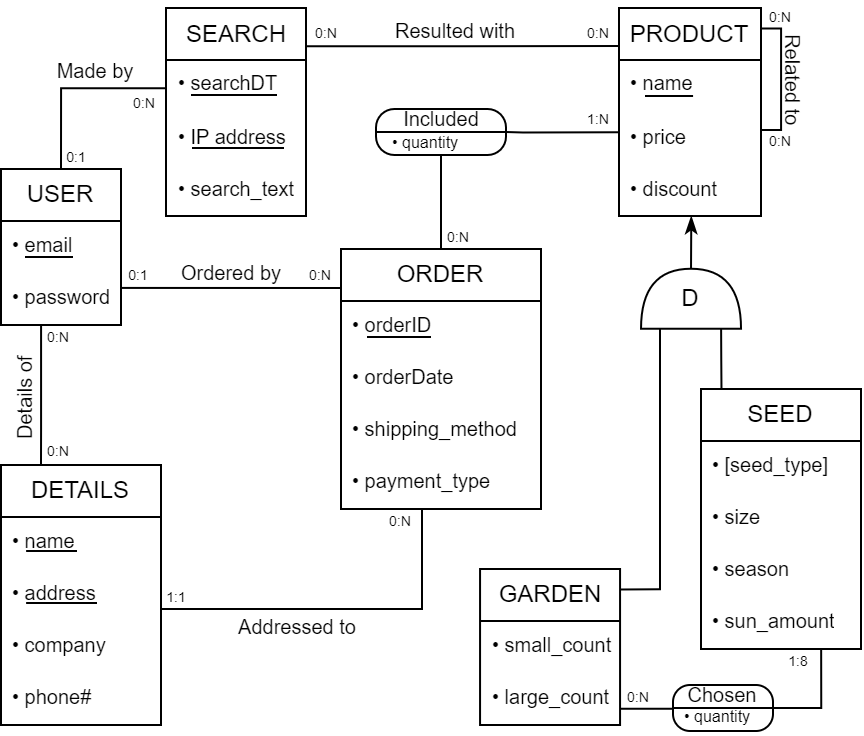 SEARCH
• searchDT
• IP address
• search_text
0:N
Resulted with
0:N
PRODUCT
• name
• price
• discount
0:N
Related to
0:N
Made by
0:N
0:1
Included
• quantity
1:N
0:N
USER
• email
• password
0:1
Ordered by
0:N
ORDER
• orderID
• orderDate
• shipping_method
• payment_type
D
0:N
Details of
0:N
SEED
• [seed_type]
• size
• season
• sun_amount
DETAILS
• name
• address
• company
• phone#
0:N
1:1
Addressed to
GARDEN
• small_count
• large_count
0:N
Chosen
• quantity
1:8